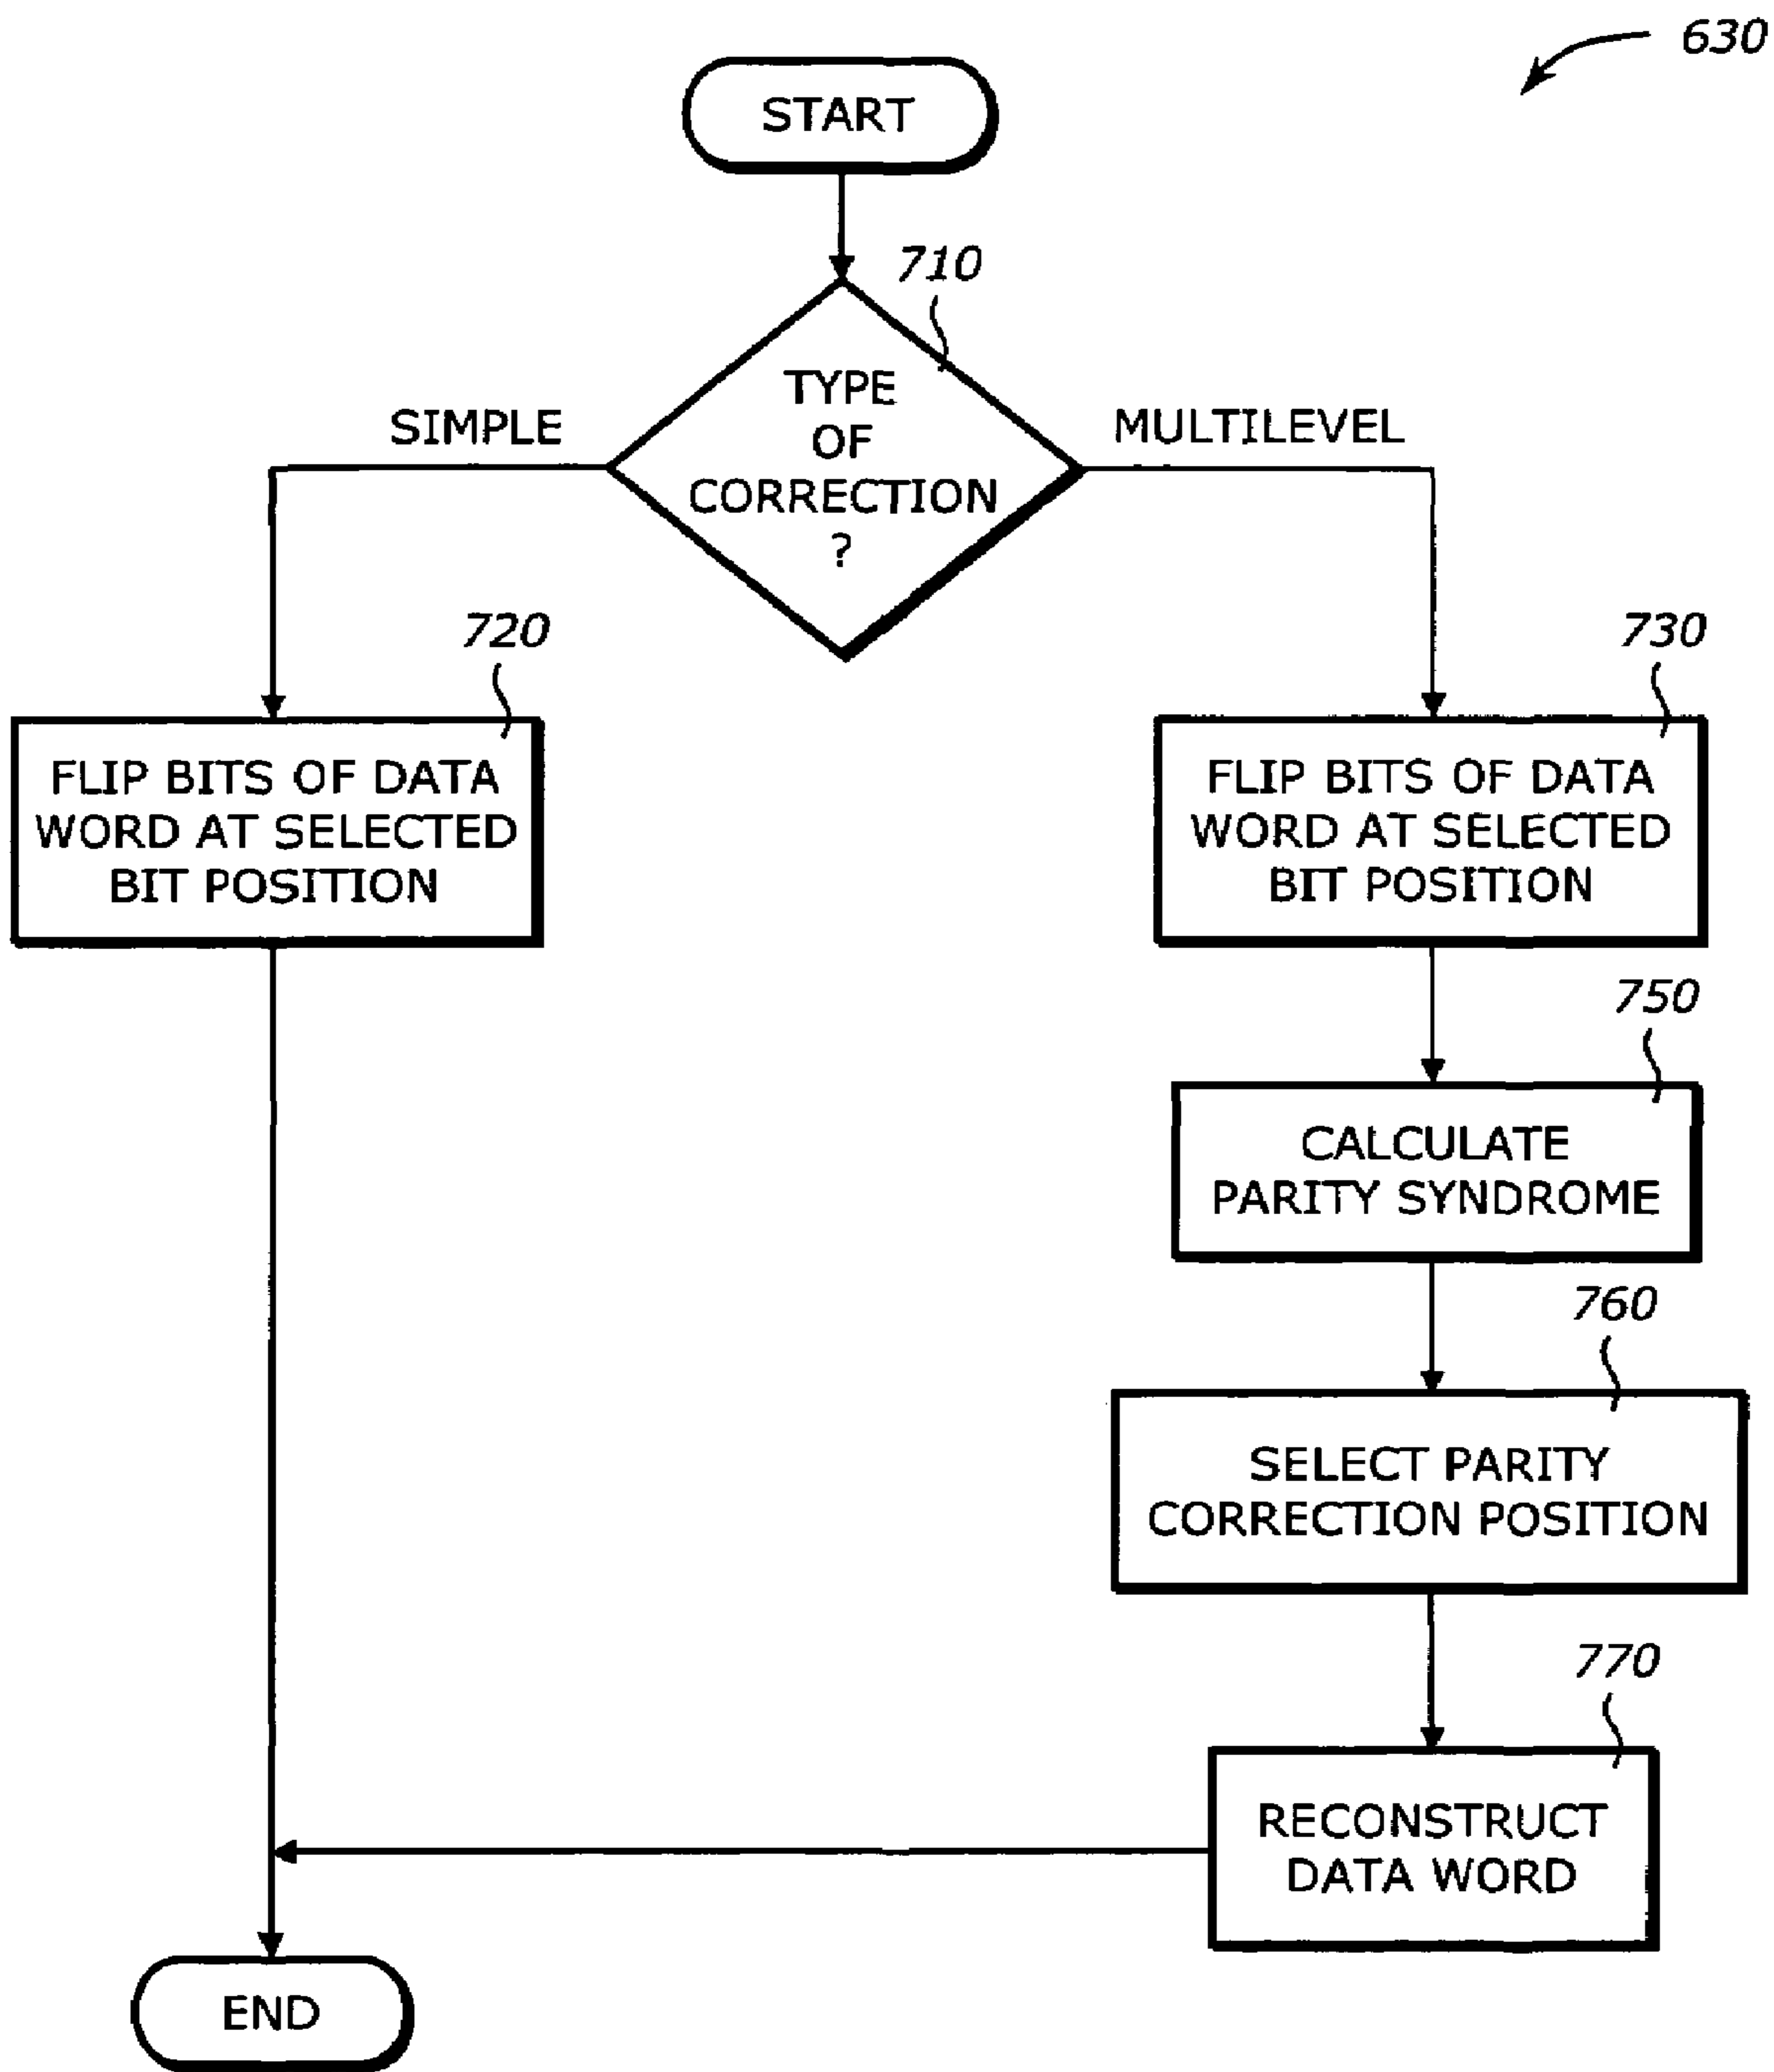 630
START
710
TYPE
OF
CORRECTION
?
SIMPLE
MULTILEVEL
720
FLIP BITS OF DATA
WORD AT SELECTED
BIT POSITION
730
FLIP BITS OF DATA
WORD AT SELECTED
BIT POSITION
750
CALCULATE
PARITY SYNDROME
760
SELECT PARITY
CORRECTION POSITION
770
RECONSTRUCT
DATA WORD
END